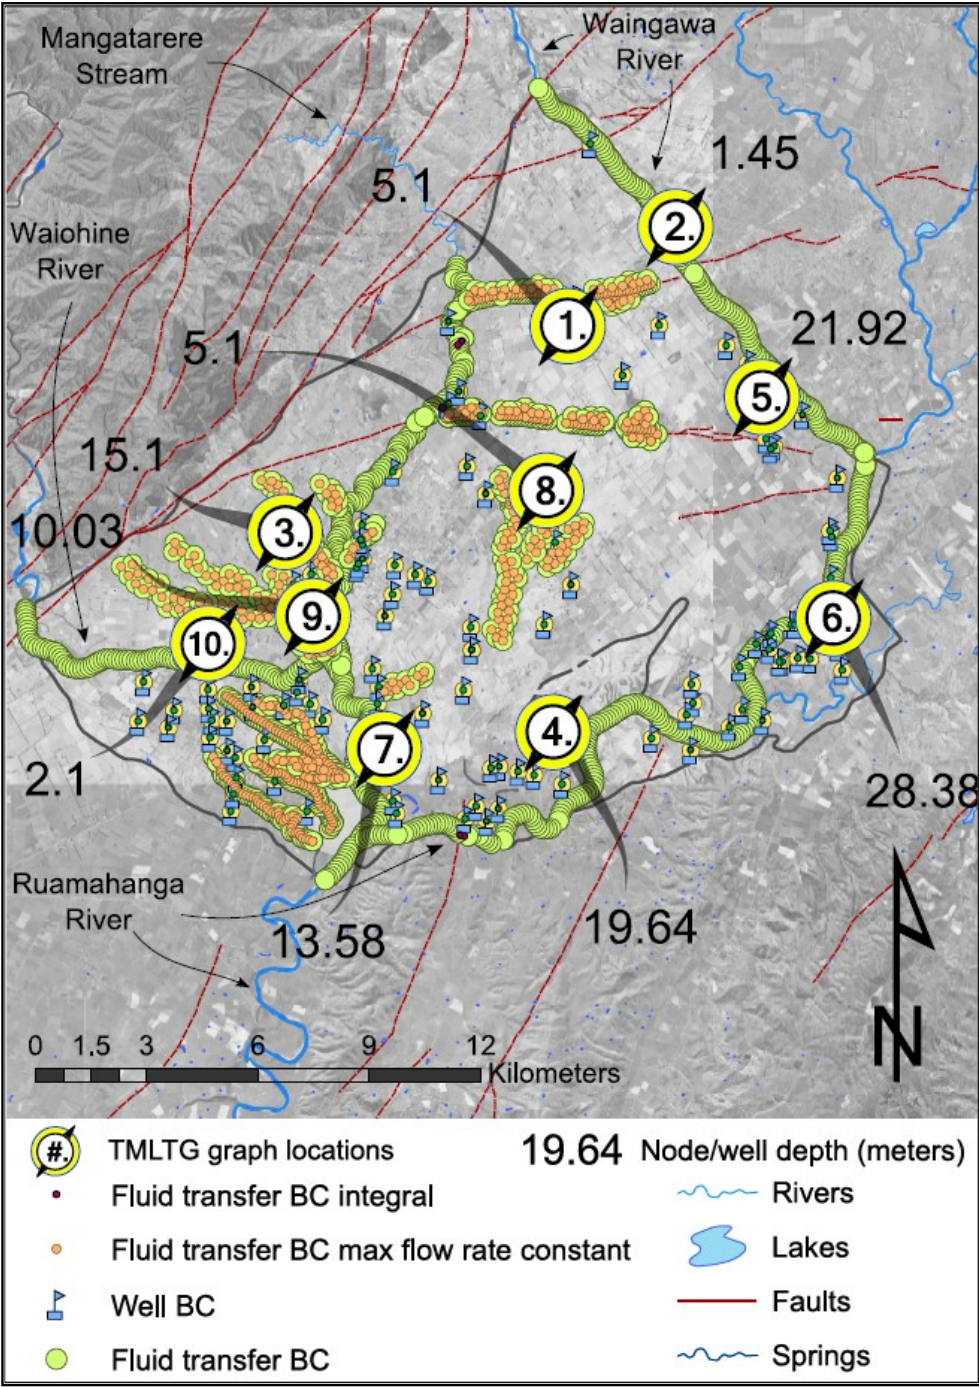 Mangatarere
Stream
Waingawa
River
1.45
5.1
2.
Waiohine
River
1.
21.92
5.1
5.
15.1
8.
10.03
3.
9.
6.
10.
4.
7.
2.1
28.38
Ruamahanga
River
13.58
19.64
0 1.5 3 6 9 12
Kilometers
N
#. TMLTG graph locations
19.64 Node/well depth (meters)
Fluid transfer BC integral
Rivers
Fluid transfer BC max flow rate constant
Lakes
Well BC
Faults
Fluid transfer BC
Springs